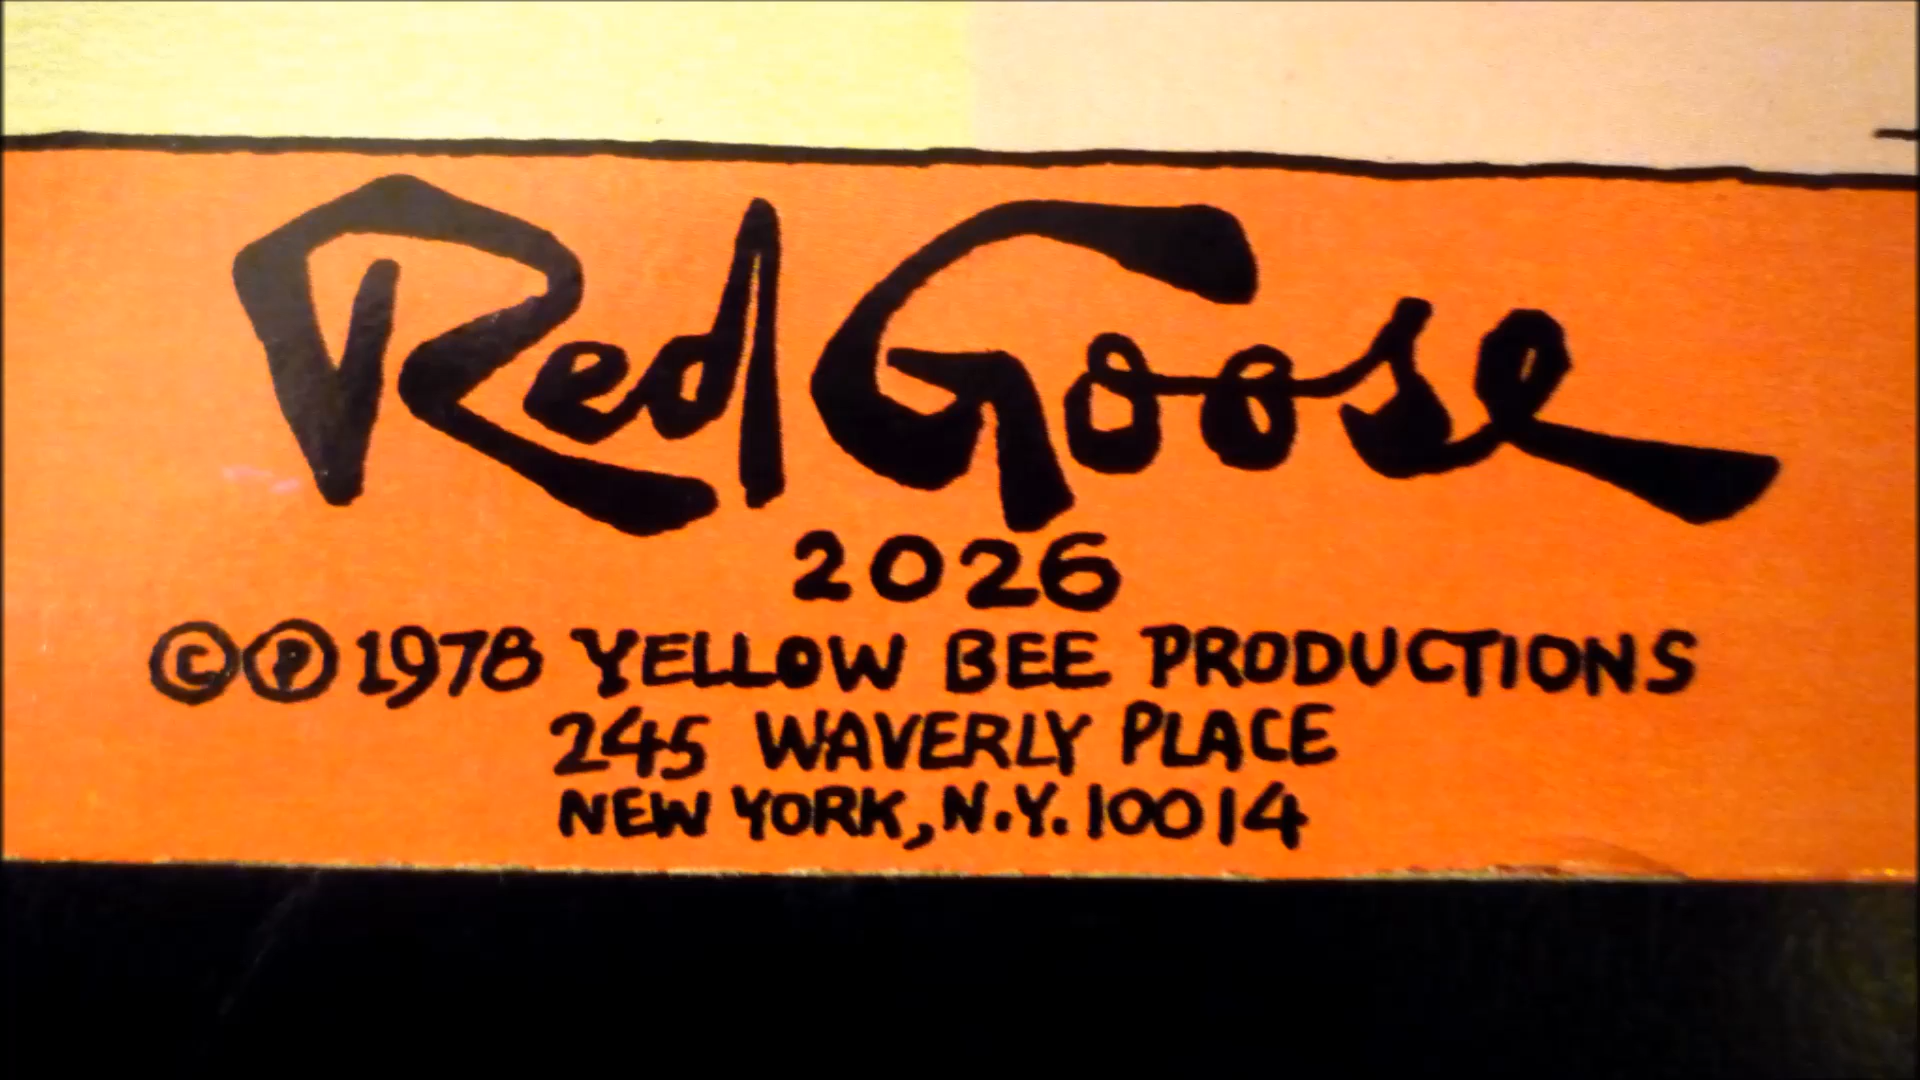 Red Goose
2026
©℗1978 YELLOW BEE PRODUCTIONS
245 WAVERLY PLACE
NEW YORK, N.Y. 10014